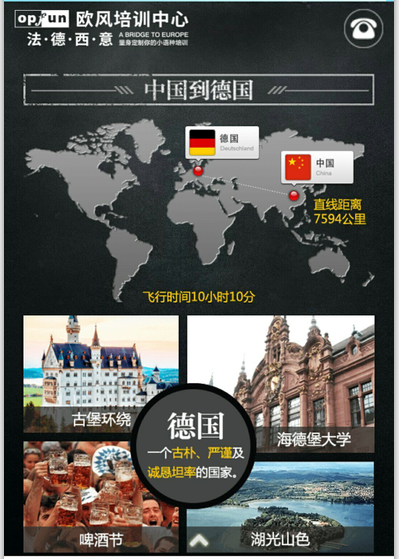 opfun 欧风培训中心
A BRIDGE TO EUROPE
法·德·西·意 量身定制你的小语种培训
中国到德国
德国
Deutschland
中国
China
直线距离
7594公里
飞行时间10小时10分
古堡环绕
海德堡大学
德国
一个古朴、严谨及
诚恳坦率的国家。
啤酒节
湖光山色